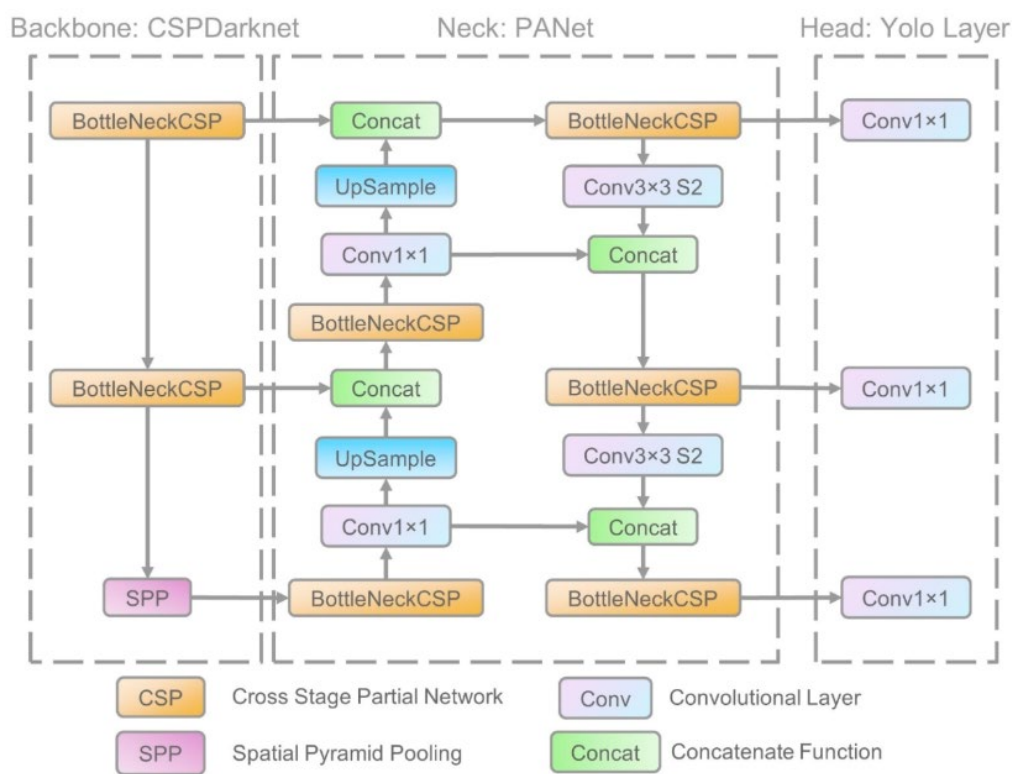 Backbone: CSPDarknet Neck: PANet Head: Yolo Layer
BottleNeckCSP Concat BottleNeckCSP Conv1×1
UpSample Conv3×3 S2
Conv1×1 Concat
BottleNeckCSP
BottleNeckCSP Concat BottleNeckCSP Conv1×1
UpSample Conv3×3 S2
Conv1×1 Concat
SPP BottleNeckCSP BottleNeckCSP Conv1×1
CSP Cross Stage Partial Network Conv Convolutional Layer
SPP Spatial Pyramid Pooling Concat Concatenate Function